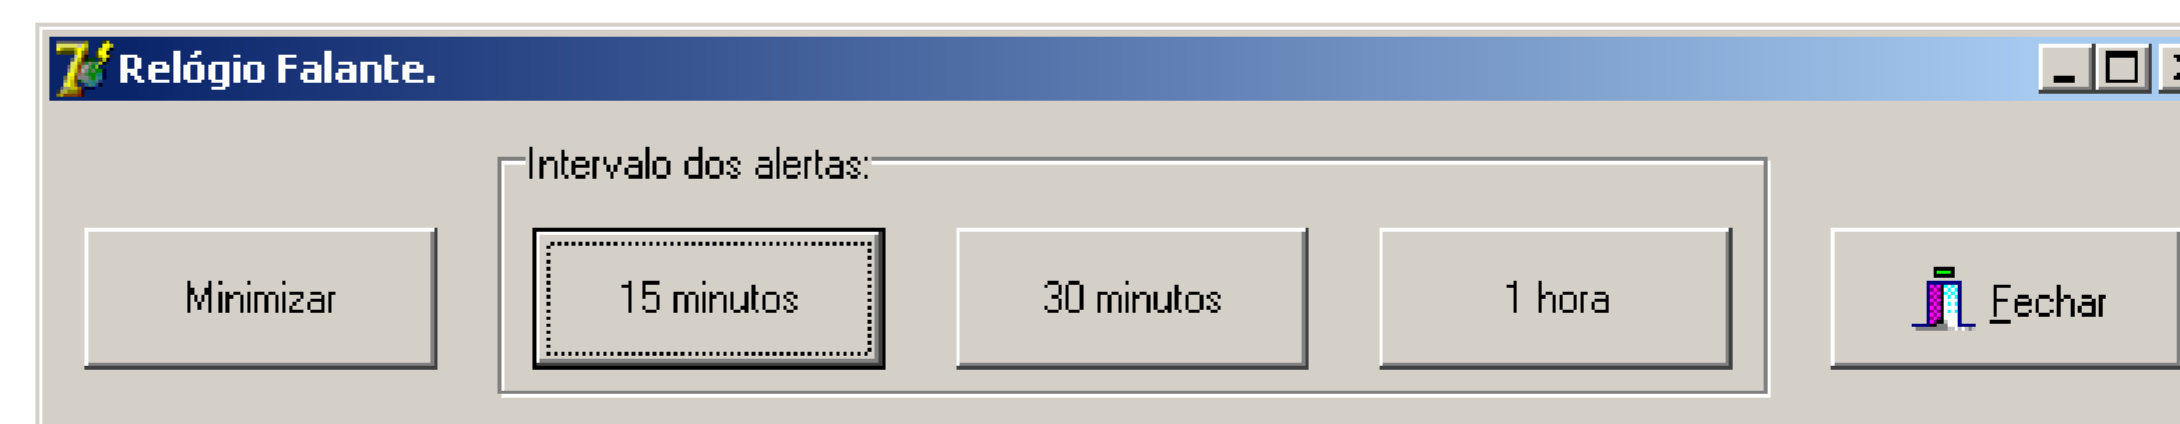 Relógio Falante.
Intervalo dos alertas:
Minimizar
15 minutos
30 minutos
1 hora
Fechar